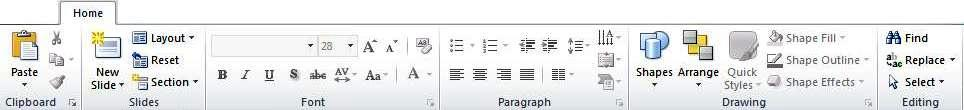 Home
Paste
Clipboard
New
Slide
Layout
Reset
Section
Slides
28
A A
B I U S abc AV Aa A
Font
Paragraph
Shapes
Arrange
Quick
Styles
Shape Fill
Shape Outline
Shape Effects
Drawing
Find
Replace
Select
Editing